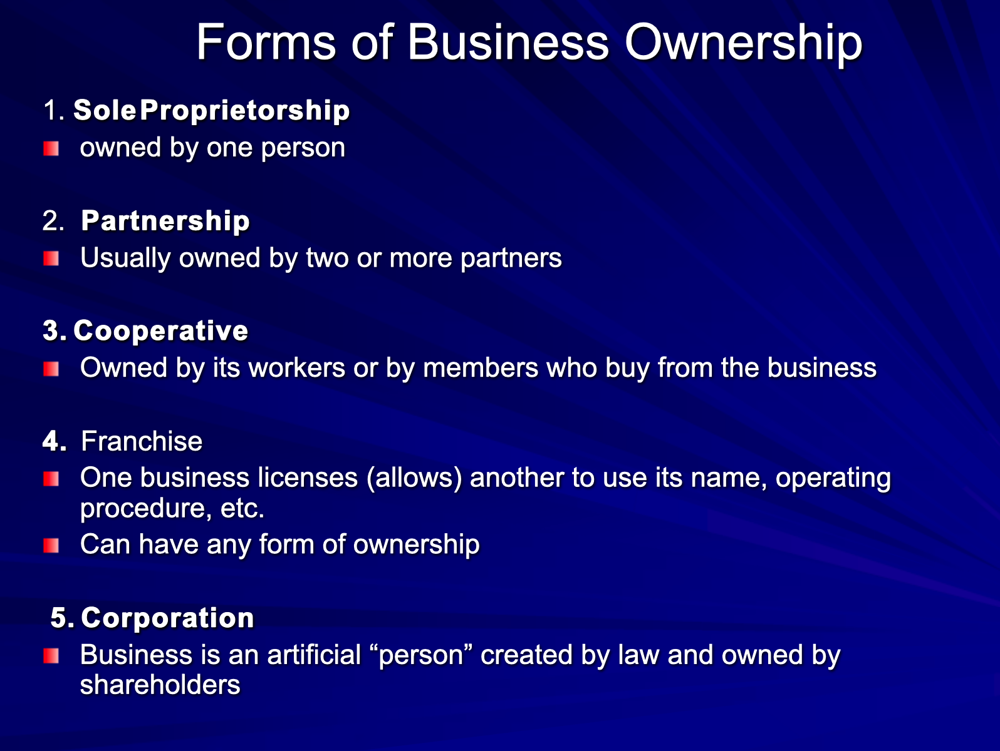 Forms of Business Ownership
1. Sole Proprietorship
owned by one person
2. Partnership
Usually owned by two or more partners
3. Cooperative
Owned by its workers or by members who buy from the business
4. Franchise
One business licenses (allows) another to use its name, operating
procedure, etc.
Can have any form of ownership
5. Corporation
Business is an artificial “person” created by law and owned by
shareholders